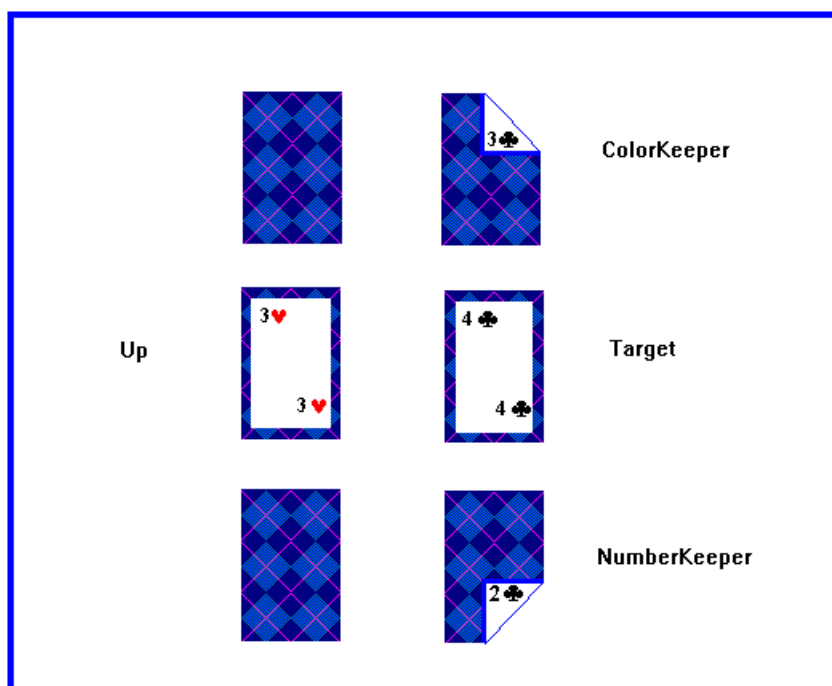 3♣
ColorKeeper
3♥
4♣
Up
Target
3♥
4♣
NumberKeeper
2♣